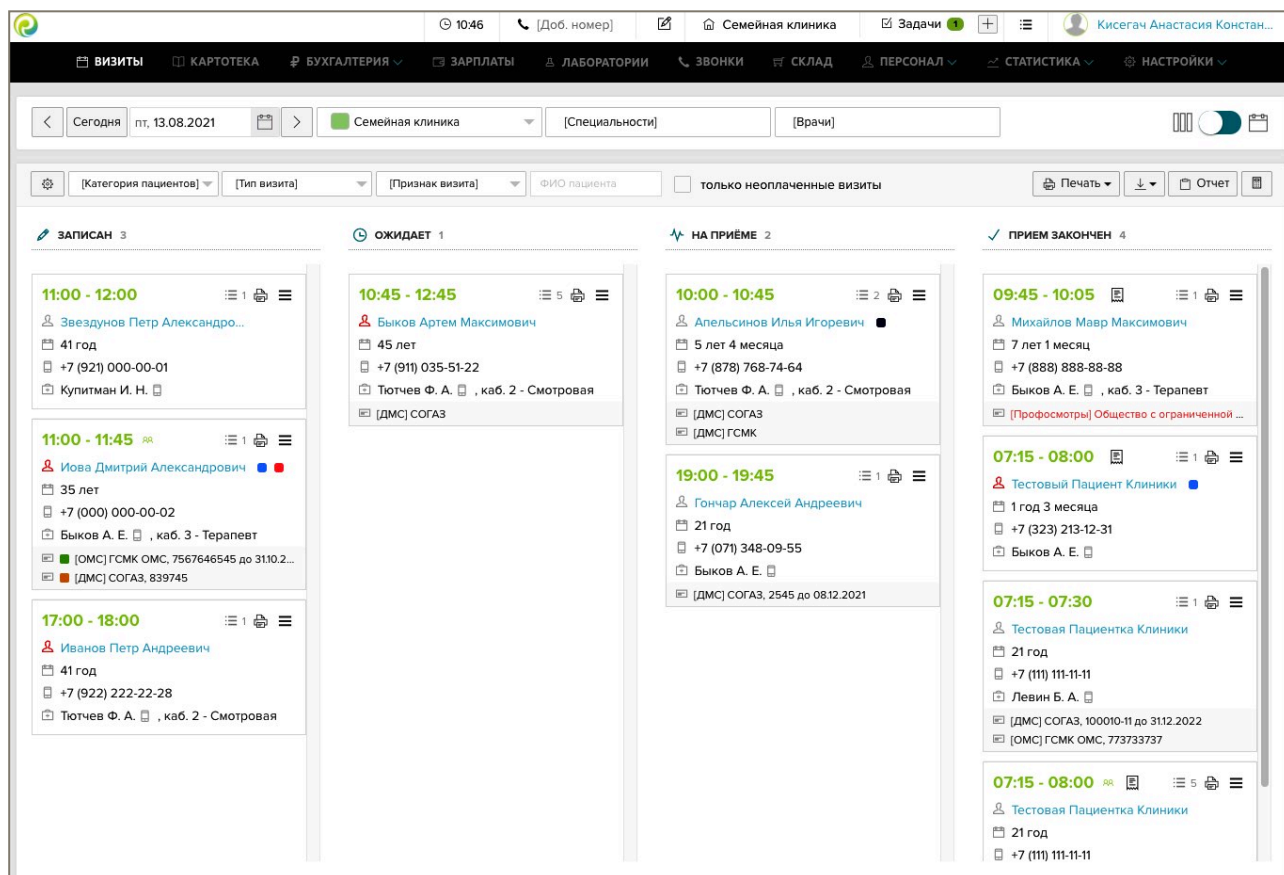 10:46 [Доб. номер] Семейная клиника Задачи 1 Кисегач Анастасия Констан...
ВИЗИТЫ КАРТОТЕКА БУХГАЛТЕРИЯ ЗАРПЛАТЫ ЛАБОРАТОРИИ ЗВОНКИ СКЛАД ПЕРСОНАЛ СТАТИСТИКА НАСТРОЙКИ
Сегодня пт, 13.08.2021 Семейная клиника [Специальности] [Врачи]
[Категория пациентов] [Тип визита] [Признак визита] ФИО пациента только неоплаченные визиты Печать Отчет
ЗАПИСАН 3
11:00 - 12:00 1
Звездунов Петр Александро...
41 год
+7 (921) 000-00-01
Купитман И. Н.
11:00 - 11:45 1
Иова Дмитрий Александрович
35 лет
+7 (000) 000-00-02
Быков А. Е. , каб. 3 - Терапевт
[ОМС] ГСМК ОМС, 7567646545 до 31.10.2...
[ДМС] СОГАЗ, 839745
17:00 - 18:00 1
Иванов Петр Андреевич
41 год
+7 (922) 222-22-28
Тютчев Ф. А. , каб. 2 - Смотровая
ОЖИДАЕТ 1
10:45 - 12:45 5
Быков Артем Максимович
45 лет
+7 (911) 035-51-22
Тютчев Ф. А. , каб. 2 - Смотровая
[ДМС] СОГАЗ
НА ПРИЁМЕ 2
10:00 - 10:45 2
Апельсинов Илья Игоревич
5 лет 4 месяца
+7 (878) 768-74-64
Тютчев Ф. А. , каб. 2 - Смотровая
[ДМС] СОГАЗ
[ДМС] ГСМК
19:00 - 19:45 1
Гончар Алексей Андреевич
21 год
+7 (071) 348-09-55
Быков А. Е.
[ДМС] СОГАЗ, 2545 до 08.12.2021
ПРИЕМ ЗАКОНЧЕН 4
09:45 - 10:05 1
Михайлов Мавр Максимович
7 лет 1 месяц
+7 (888) 888-88-88
Быков А. Е. , каб. 3 - Терапевт
[Профосмотры] Общество с ограниченной ...
07:15 - 08:00 1
Тестовый Пациент Клиники
1 год 3 месяца
+7 (323) 213-12-31
Быков А. Е.
07:15 - 07:30 1
Тестовая Пациентка Клиники
21 год
+7 (111) 111-11-11
Левин Б. А.
[ДМС] СОГАЗ, 100010-11 до 31.12.2022
[ОМС] ГСМК ОМС, 773733737
07:15 - 08:00 5
Тестовая Пациентка Клиники
21 год
+7 (111) 111-11-11